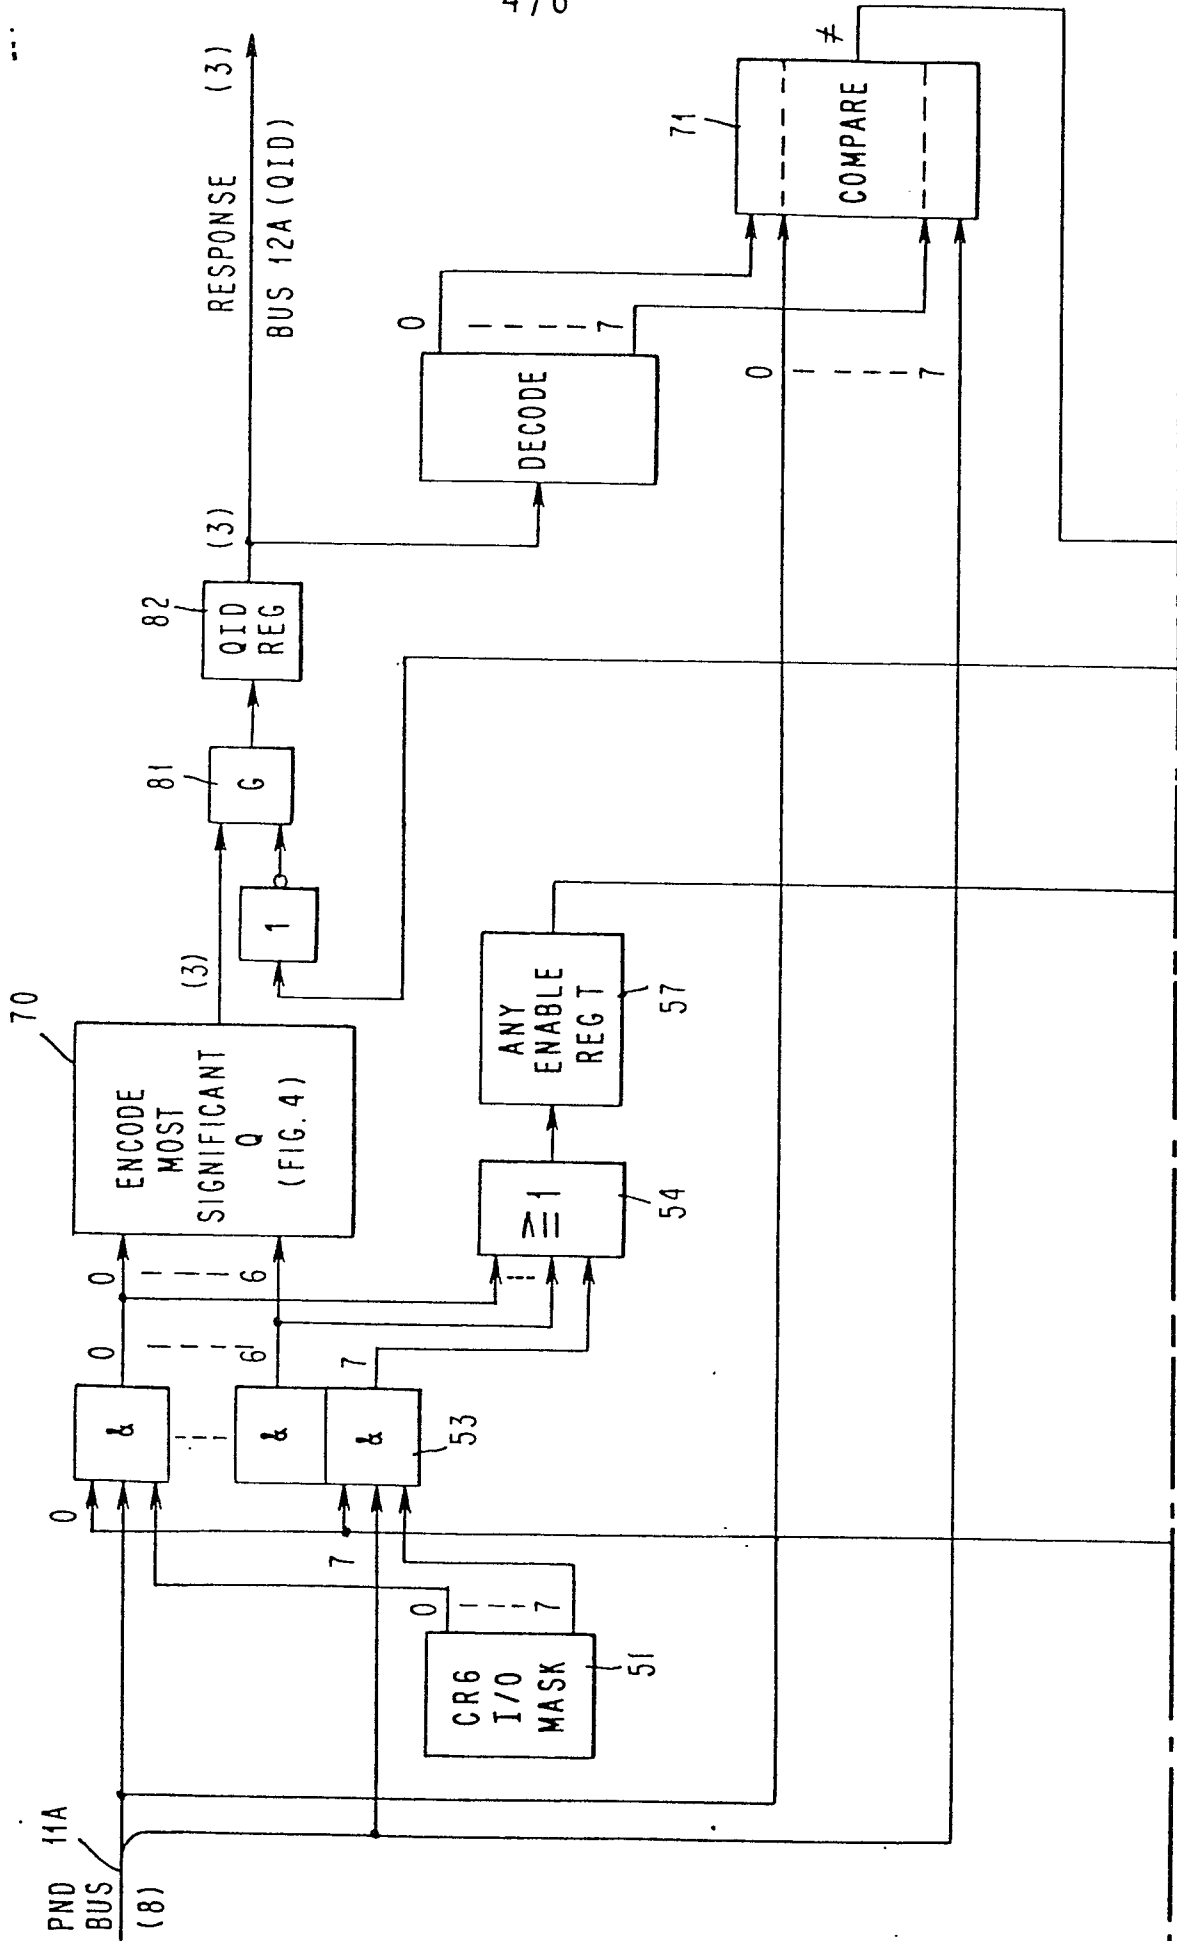 4/6
PND 11A
BUS
(8)
CR6
I/O
MASK
51
0
7
0
7
&
&
&
53
0
6
7
0
6
ENCODE
MOST
SIGNIFICANT
Q
(FIG. 4)
70
(3)
≥1
54
ANY
ENABLE
REG T
57
1
G
81
QID
REG
82
(3)
RESPONSE (3)
BUS 12A (QID)
DECODE
0
7
0
7
COMPARE
71
≠